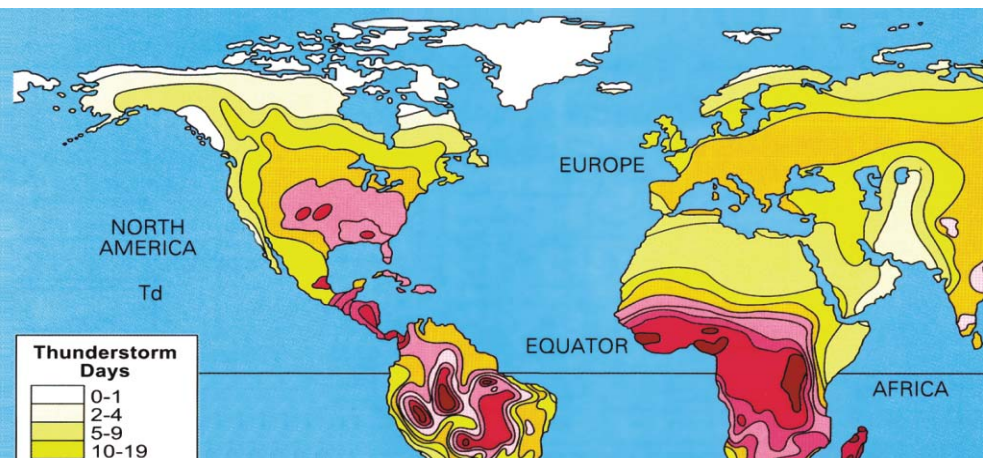 EUROPE
NORTH
AMERICA
Td
EQUATOR
AFRICA
Thunderstorm
Days
0-1
2-4
5-9
10-19